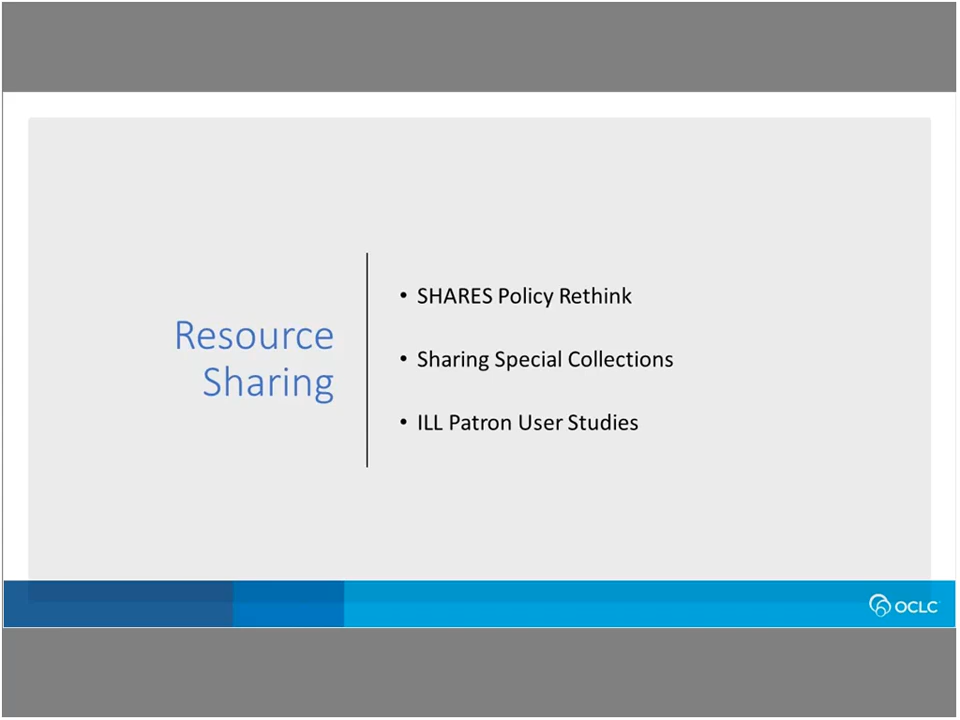 Resource
Sharing
• SHARES Policy Rethink
• Sharing Special Collections
• ILL Patron User Studies
OCLC